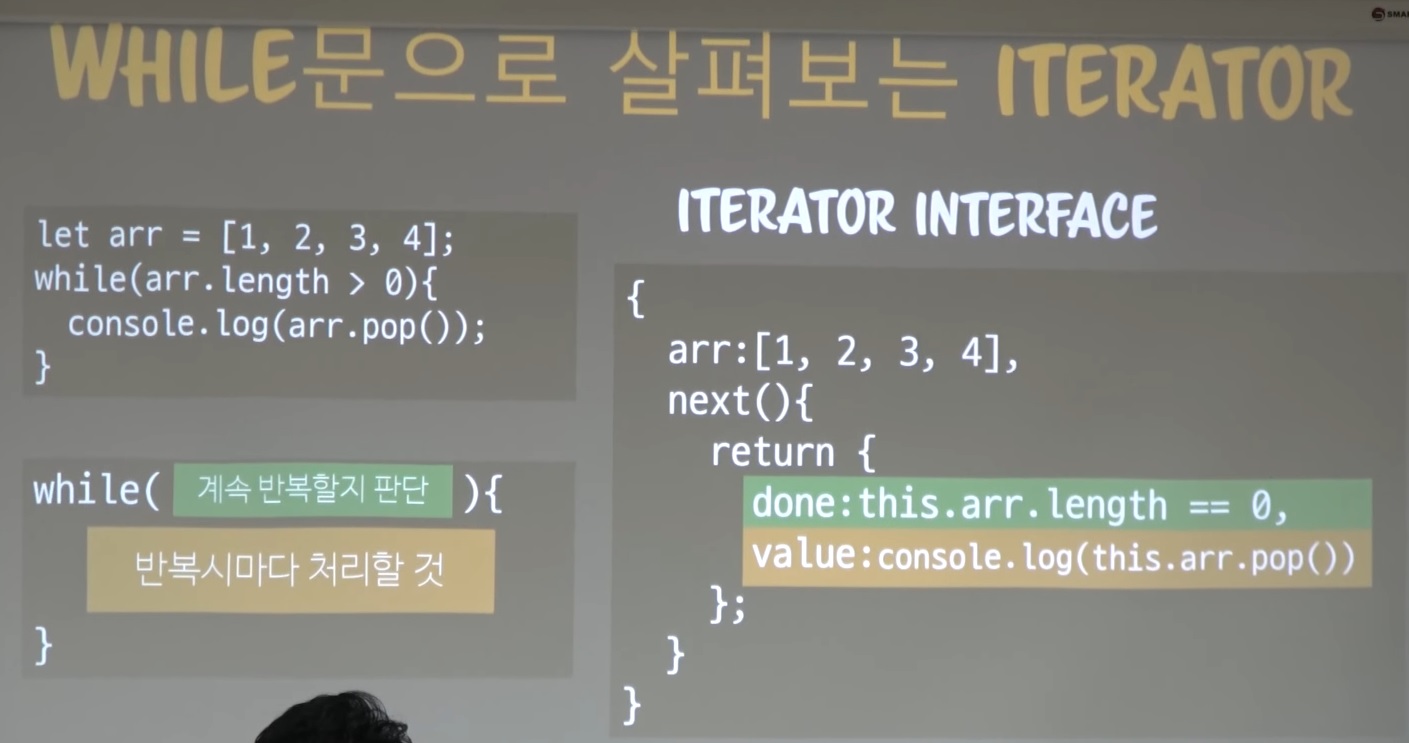 WHILE문으로 살펴보는 ITERATOR
let arr = [1, 2, 3, 4];
while(arr.length > 0){
  console.log(arr.pop());
}
while( 계속 반복할지 판단 ){
반복시마다 처리할 것
}
ITERATOR INTERFACE
{
  arr:[1, 2, 3, 4],
  next(){
    return {
      done:this.arr.length == 0,
      value:console.log(this.arr.pop())
    };
  }
}